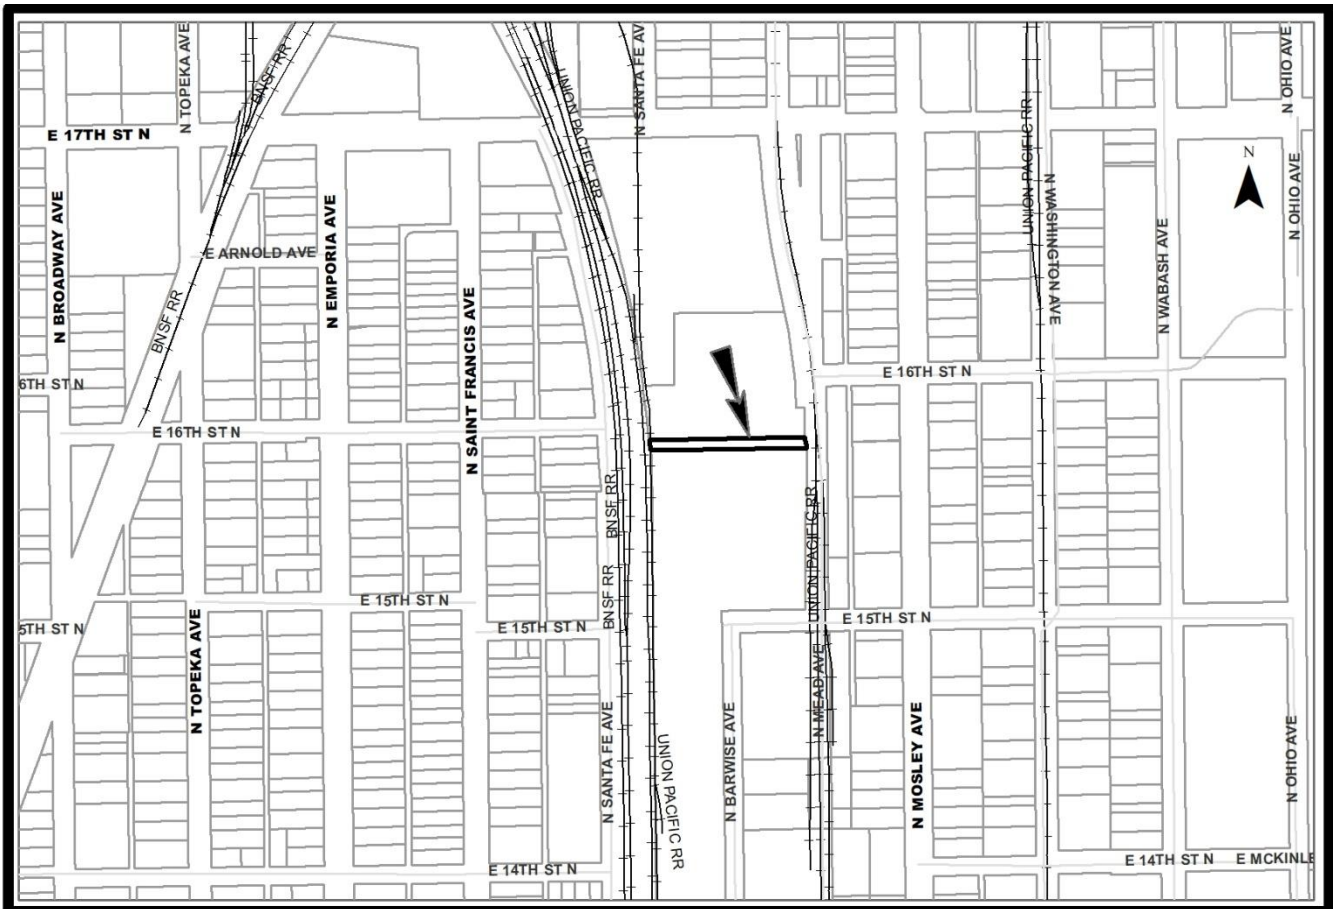 N TOPEKA AVE
BNSF RR
UNION PACIFIC RR
N SANTA FE AV
N OHIO AVE
E 17TH ST N
UNION PACIFIC RR
N
N BROADWAY AVE
N EMPORIA AVE
N WASHINGTON AVE
N WABASH AVE
N OHIO AVE
E ARNOLD AVE
BNSF RR
N SAINT FRANCIS AVE
6TH ST N
E 16TH ST N
E 16TH ST N
BNSF RR
UNION PACIFIC RR
BNSF RR
5TH ST N
E 15TH ST N
E 15TH ST N
E 15TH ST N
N TOPEKA AVE
N SANTA FE AVE
UNION PACIFIC RR
N BARWISE AVE
N MEAD AVE
N MOSLEY AVE
N OHIO AVE
E 14TH ST N
E 14TH ST N
E MCKINLE